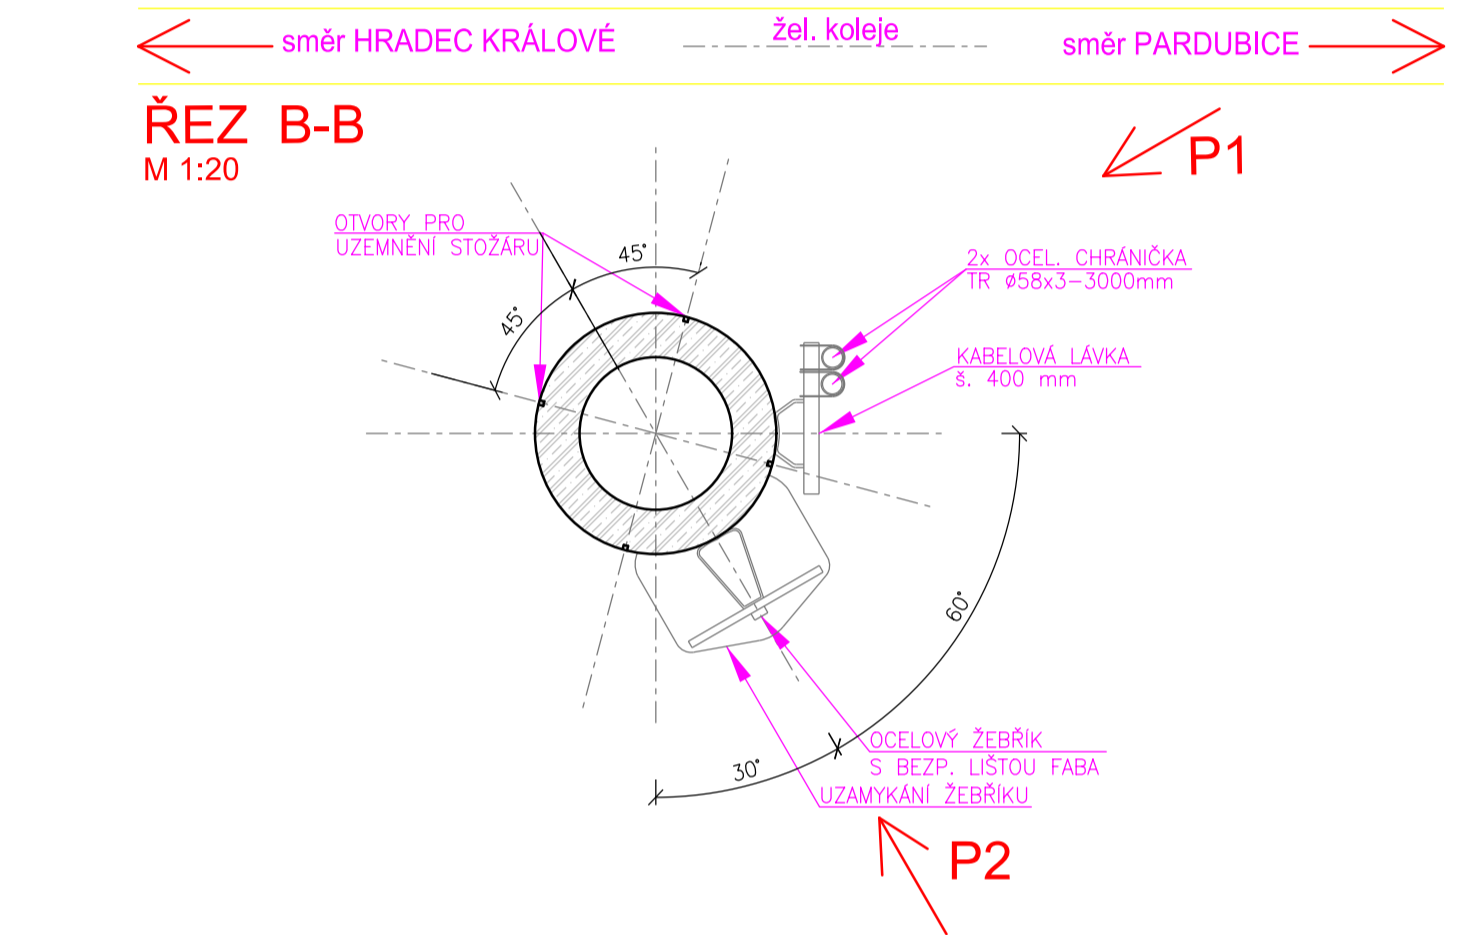 směr HRADEC KRÁLOVÉ
žel. koleje
směr PARDUBICE
ŘEZ B-B
M 1:20
P1
OTVORY PRO
UZEMNĚNÍ STOŽÁRU
45°
45°
2x OCEL. CHRÁNIČKA
TR ø58x3-3000mm
KABELOVÁ LÁVKA
š. 400 mm
60°
30°
OCELOVÝ ŽEBŘÍK
S BEZP. LIŠTOU FABA
UZAMYKÁNÍ ŽEBŘÍKU
P2